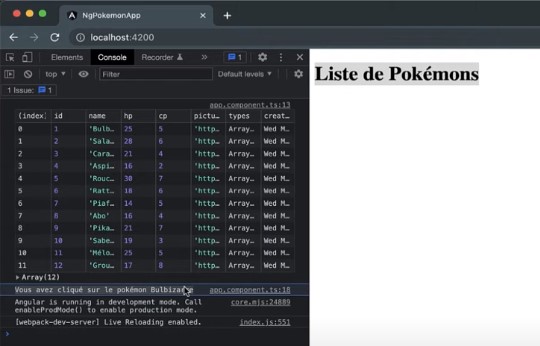 NgPokemonApp
localhost:4200
Elements Console Recorder 1
top Filter Default levels
1 Issue: 1
app.component.ts:13
(index) id name hp cp pictu… types Array… creat…
0 1 'Bulb… 25 5 'http… Array… Wed M…
1 2 'Sala… 28 6 'http… Array… Wed M…
2 3 'Cara… 21 4 'http… Array… Wed M…
3 4 'Aspi… 16 2 'http… Array… Wed M…
4 5 'Rouc… 30 7 'http… Array… Wed M…
5 6 'Ratt… 18 6 'http… Array… Wed M…
6 7 'Piaf… 14 5 'http… Array… Wed M…
7 8 'Abo' 16 4 'http… Array… Wed M…
8 9 'Pika… 21 7 'http… Array… Wed M…
9 10 'Sabe… 19 3 'http… Array… Wed M…
10 11 'Mélo… 25 5 'http… Array… Wed M…
11 12 'Grou… 17 8 'http… Array… Wed M…
Array(12)
Vous avez cliqué sur le pokémon Bulbizarre app.component.ts:18
Angular is running in development mode. Call core.mjs:24889
enableProdMode() to enable production mode.
[webpack-dev-server] Live Reloading enabled. index.js:551
Liste de Pokémons